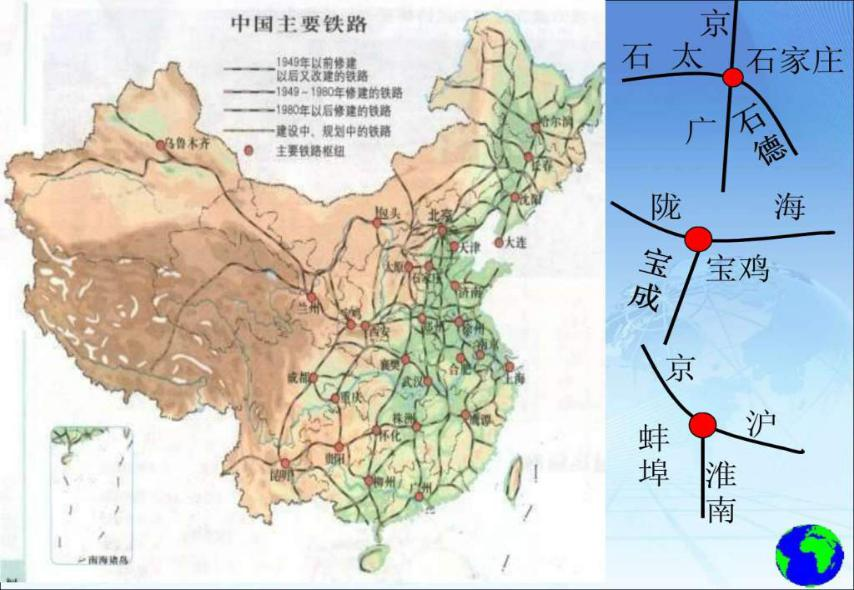 中国主要铁路
1949年以前修建
以后又改建的铁路
1949～1980年修建的铁路
1980年以后修建的铁路
建设中、规划中的铁路
主要铁路枢纽
哈尔滨
长春
乌鲁木齐
沈阳
包头
北京
天津
大连
太原
石家庄
济南
兰州
宝鸡
西安
郑州
徐州
南京
合肥
上海
襄樊
成都
武汉
重庆
株洲
鹰潭
怀化
贵阳
昆明
柳州
广州
南海诸岛
京
石 太
石家庄
广
石德
陇 海
宝成
宝鸡
京
沪
蚌埠
淮南